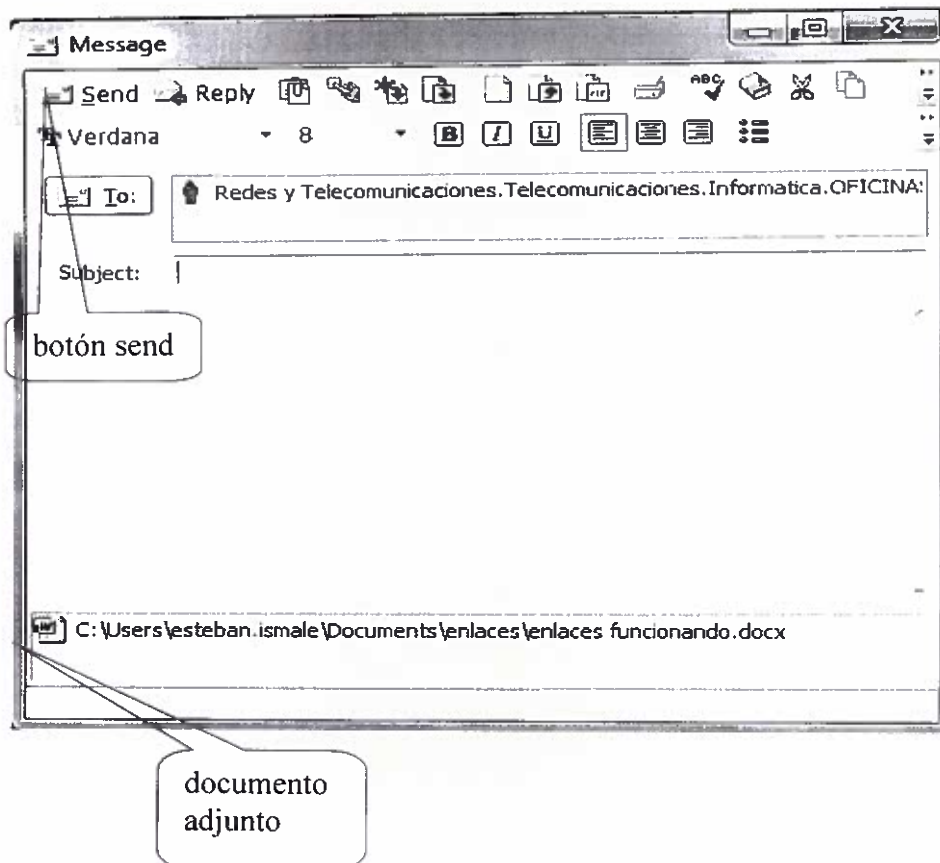 Message
Send Reply ABC
Verdana 8 B I U
To: Redes y Telecomunicaciones.Telecomunicaciones.Informatica.OFICINA:
Subject:
botón send
C:\Users\esteban.ismale\Documents\enlaces\enlaces funcionando.docx
documento
adjunto